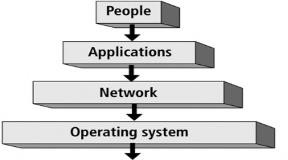 People
Applications
Network
Operating system